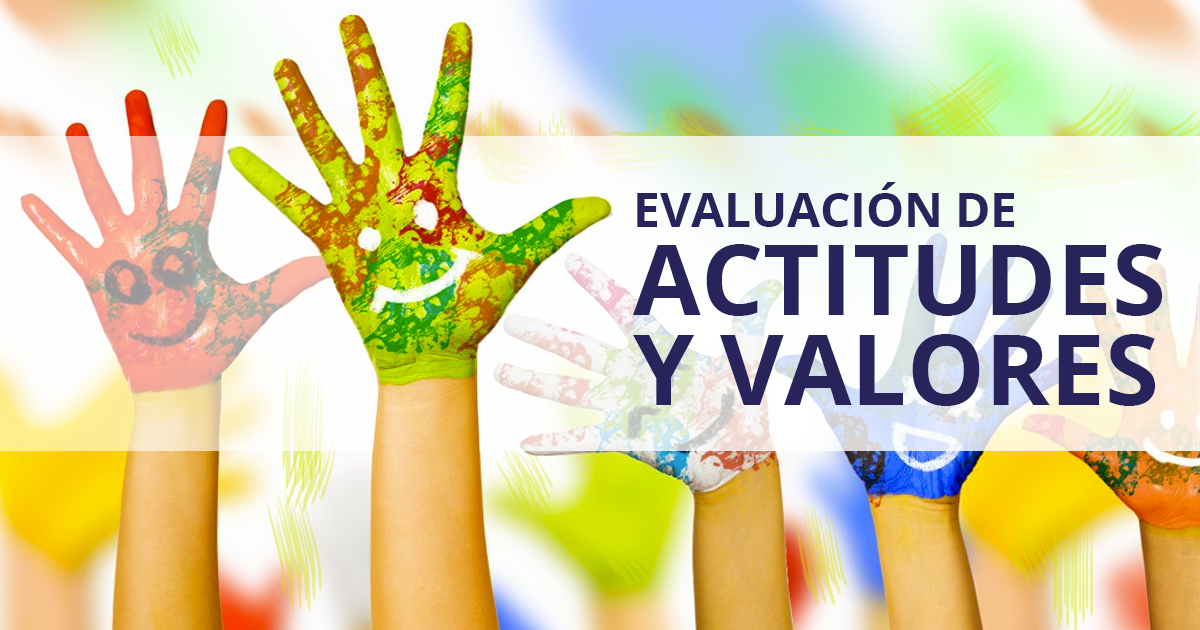 EVALUACIÓN DE
ACTITUDES
Y VALORES